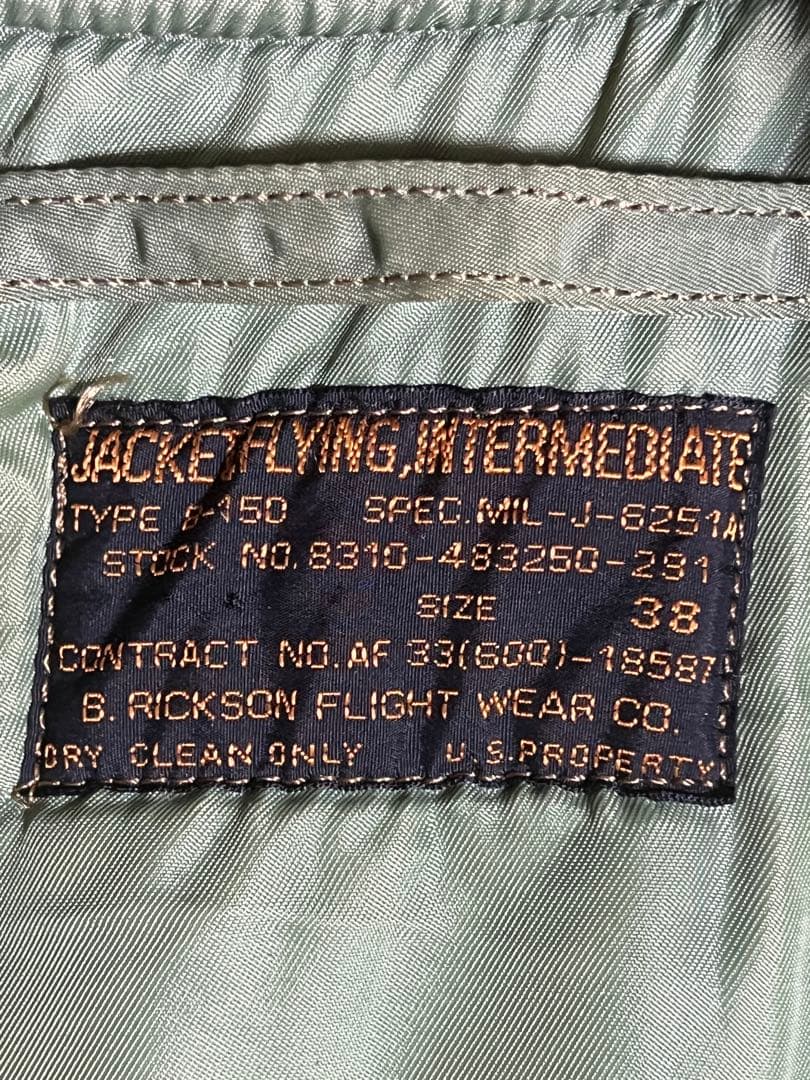 JACKET,FLYING,INTERMEDIATE
TYPE B-15D SPEC.MIL-J-6251A
STOCK NO.8310-483250-291
SIZE 38
CONTRACT NO.AF 33(600)-18587
B. RICKSON FLIGHT WEAR CO.
DRY CLEAN ONLY U.S.PROPERTY